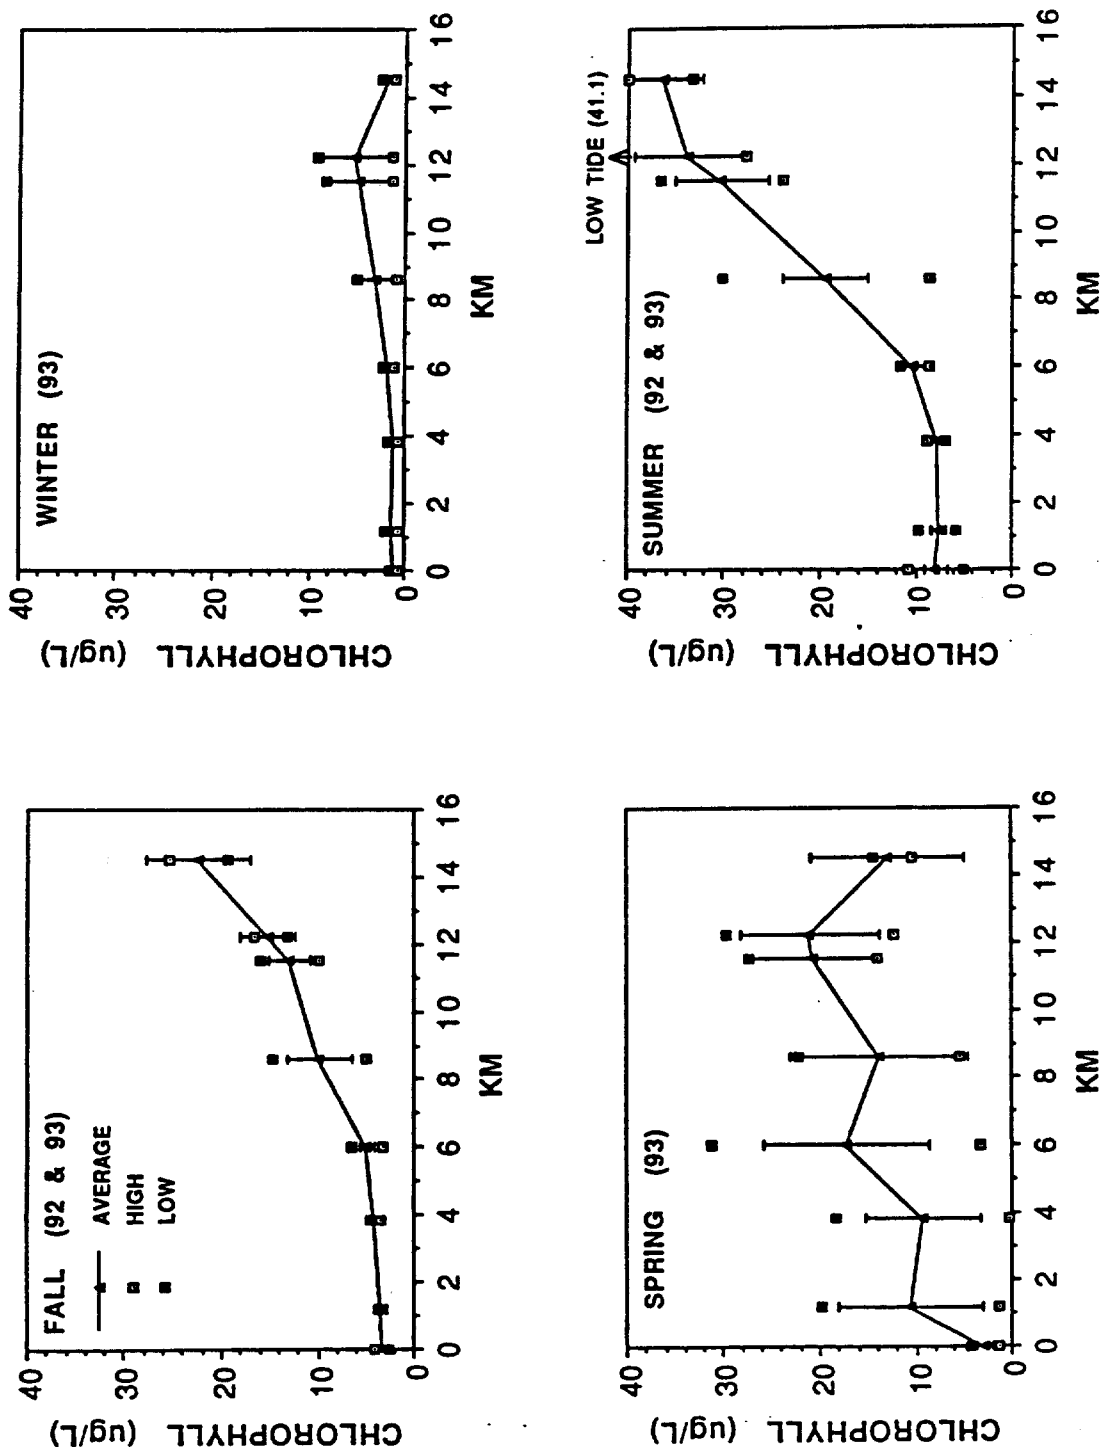 FALL (92 & 93)
AVERAGE
HIGH
LOW
CHLOROPHYLL (ug/L)
40
30
20
10
0
0 2 4 6 8 10 12 14 16
KM
WINTER (93)
CHLOROPHYLL (ug/L)
40
30
20
10
0
0 2 4 6 8 10 12 14 16
KM
SPRING (93)
CHLOROPHYLL (ug/L)
40
30
20
10
0
0 2 4 6 8 10 12 14 16
KM
LOW TIDE (41.1)
SUMMER (92 & 93)
CHLOROPHYLL (ug/L)
40
30
20
10
0
0 2 4 6 8 10 12 14 16
KM